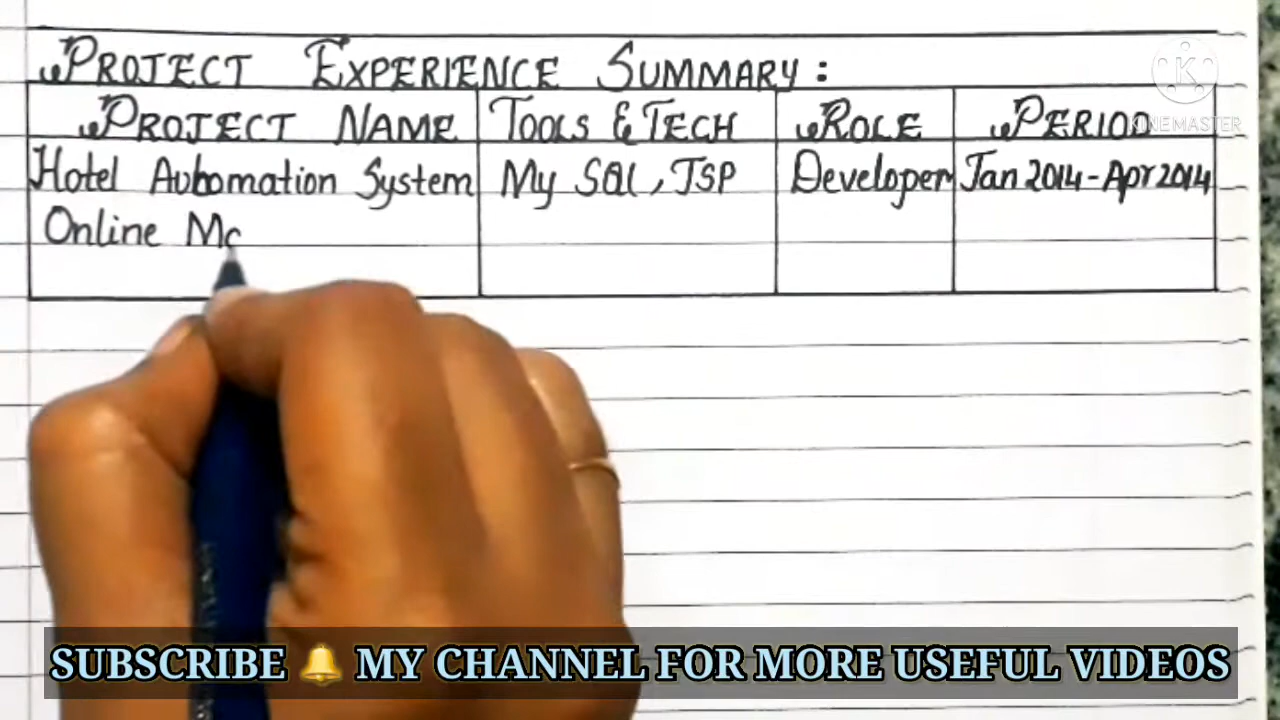 PROJECT EXPERIENCE SUMMARY:
PROJECT NAME TOOLS & TECH ROLE PERIOD
Hotel Automation System My SQL, JSP Developer Jan 2014-Apr 2014
Online
K
KINEMASTER
SUBSCRIBE 🔔 MY CHANNEL FOR MORE USEFUL VIDEOS